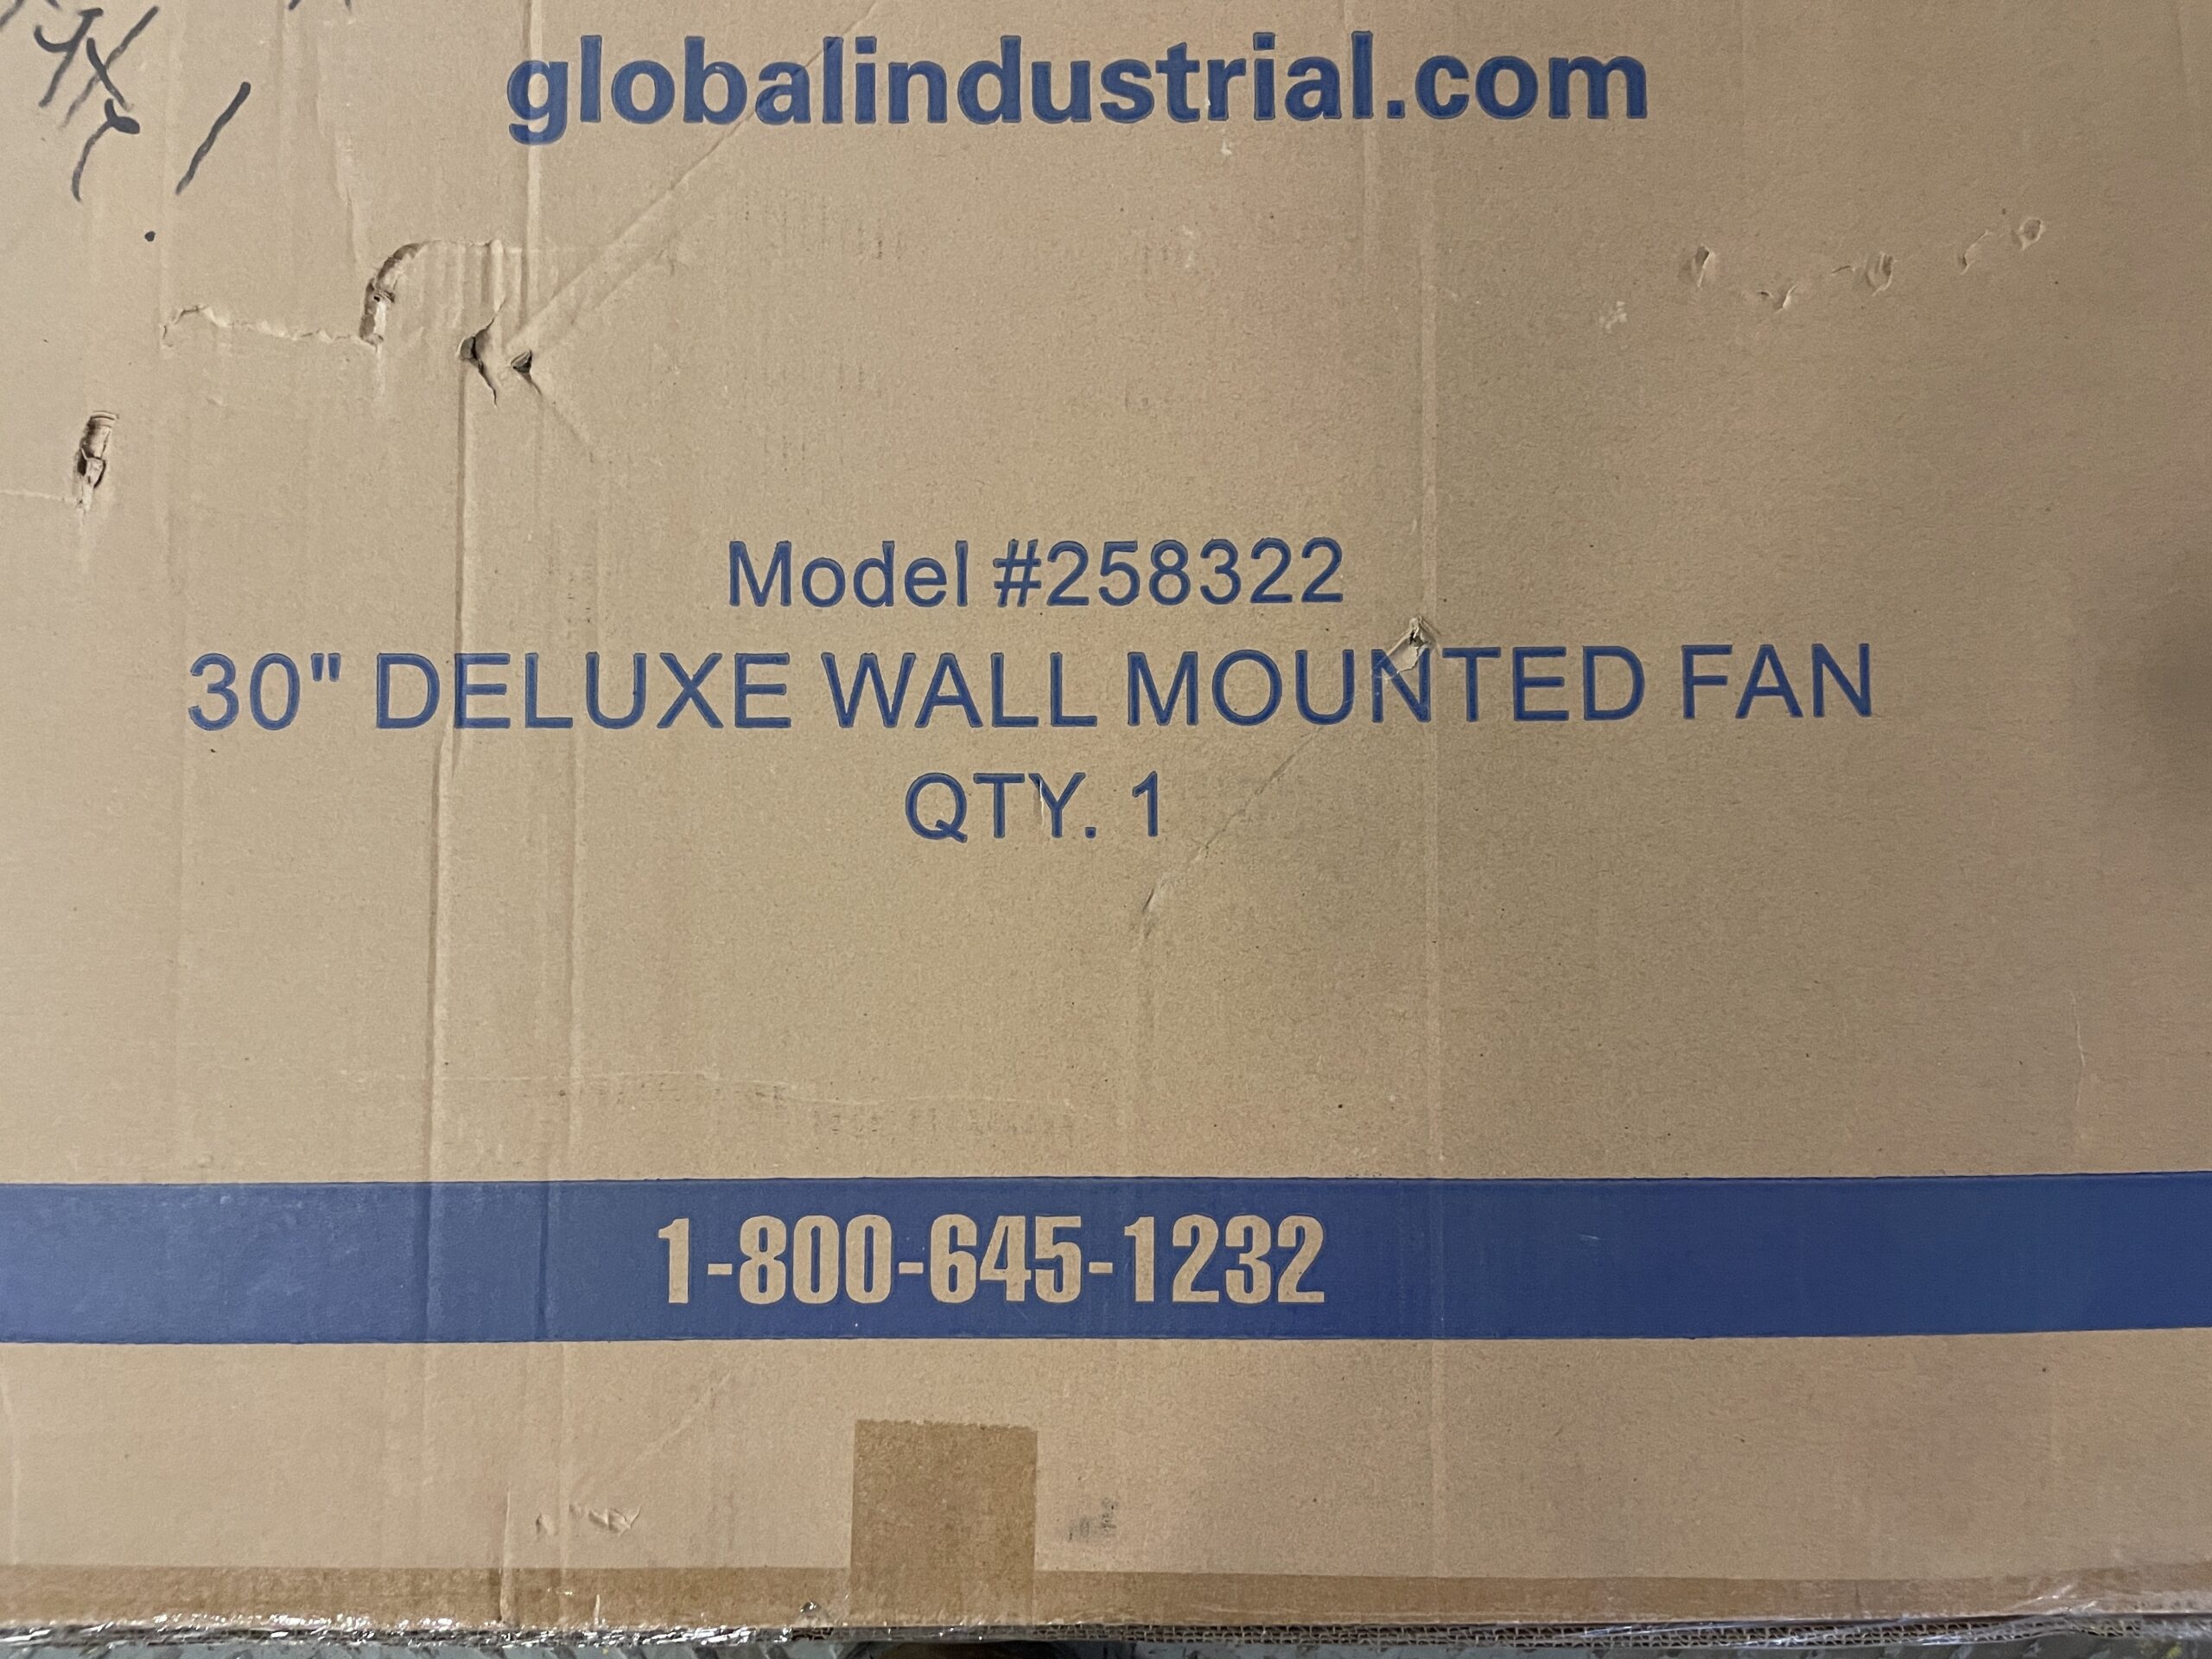 globalindustrial.com
Model #258322
30" DELUXE WALL MOUNTED FAN
QTY. 1
1-800-645-1232